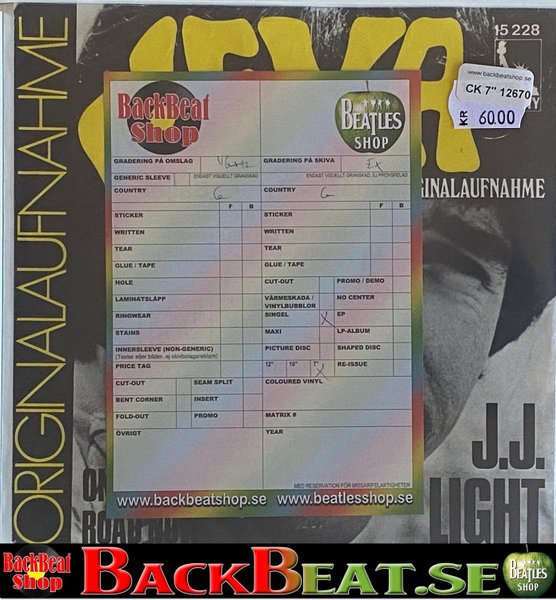 ORIGINALAUFNAHME
15 228
www.backbeatshop.se
CK 7" 12670
KR 60.00
ORIGINALAUFNAHME
BackBeat
Shop
BEATLES
SHOP
GRADERING PÅ OMSLAG
GENERIC SLEEVE ENDAST VISUELLT GRANSKAD
COUNTRY G
F B
STICKER
WRITTEN
TEAR
GLUE / TAPE
HOLE
LAMINATSLÄPP
RINGWEAR
STAINS
INNERSLEEVE (NON-GENERIC)
(Texter eller bilder, ej skivbolagsreklam)
PRICE TAG
CUT-OUT SEAM SPLIT
BENT CORNER INSERT
FOLD-OUT PROMO
ÖVRIGT
GRADERING PÅ SKIVA Ex
ENDAST VISUELLT GRANSKAD, EJ PROVSPELAD
COUNTRY G
F B
STICKER
WRITTEN
TEAR
GLUE / TAPE
CUT-OUT PROMO / DEMO
VÄRMESKADA / NO CENTER
VINYLBUBBLOR
SINGEL X EP
MAXI LP-ALBUM
PICTURE DISC SHAPED DISC
12" 10" 7" X RE-ISSUE
COLOURED VINYL
MATRIX #
YEAR
MED RESERVATION FÖR MISSAR/FELAKTIGHETER
www.backbeatshop.se www.beatlesshop.se
J.J.
LIGHT
BackBeat
Shop
BACKBEAT.SE
BEATLES
SHOP